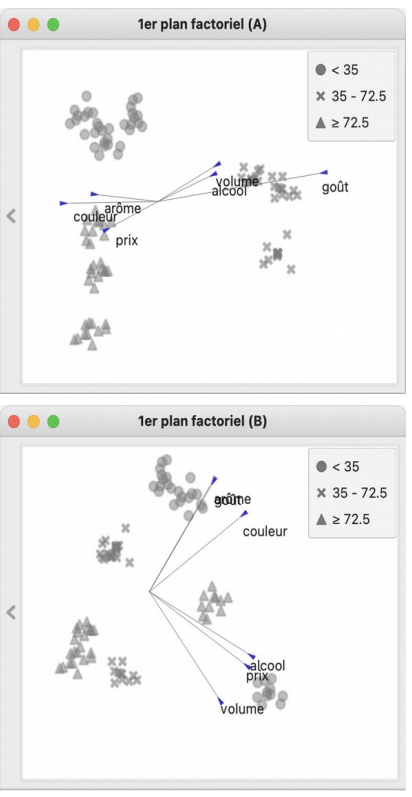 1er plan factoriel (A)
< 35
35 - 72.5
≥ 72.5
volume
alcool
goût
arôme
couleur
prix
1er plan factoriel (B)
< 35
35 - 72.5
≥ 72.5
arôme
goût
couleur
alcool
prix
volume